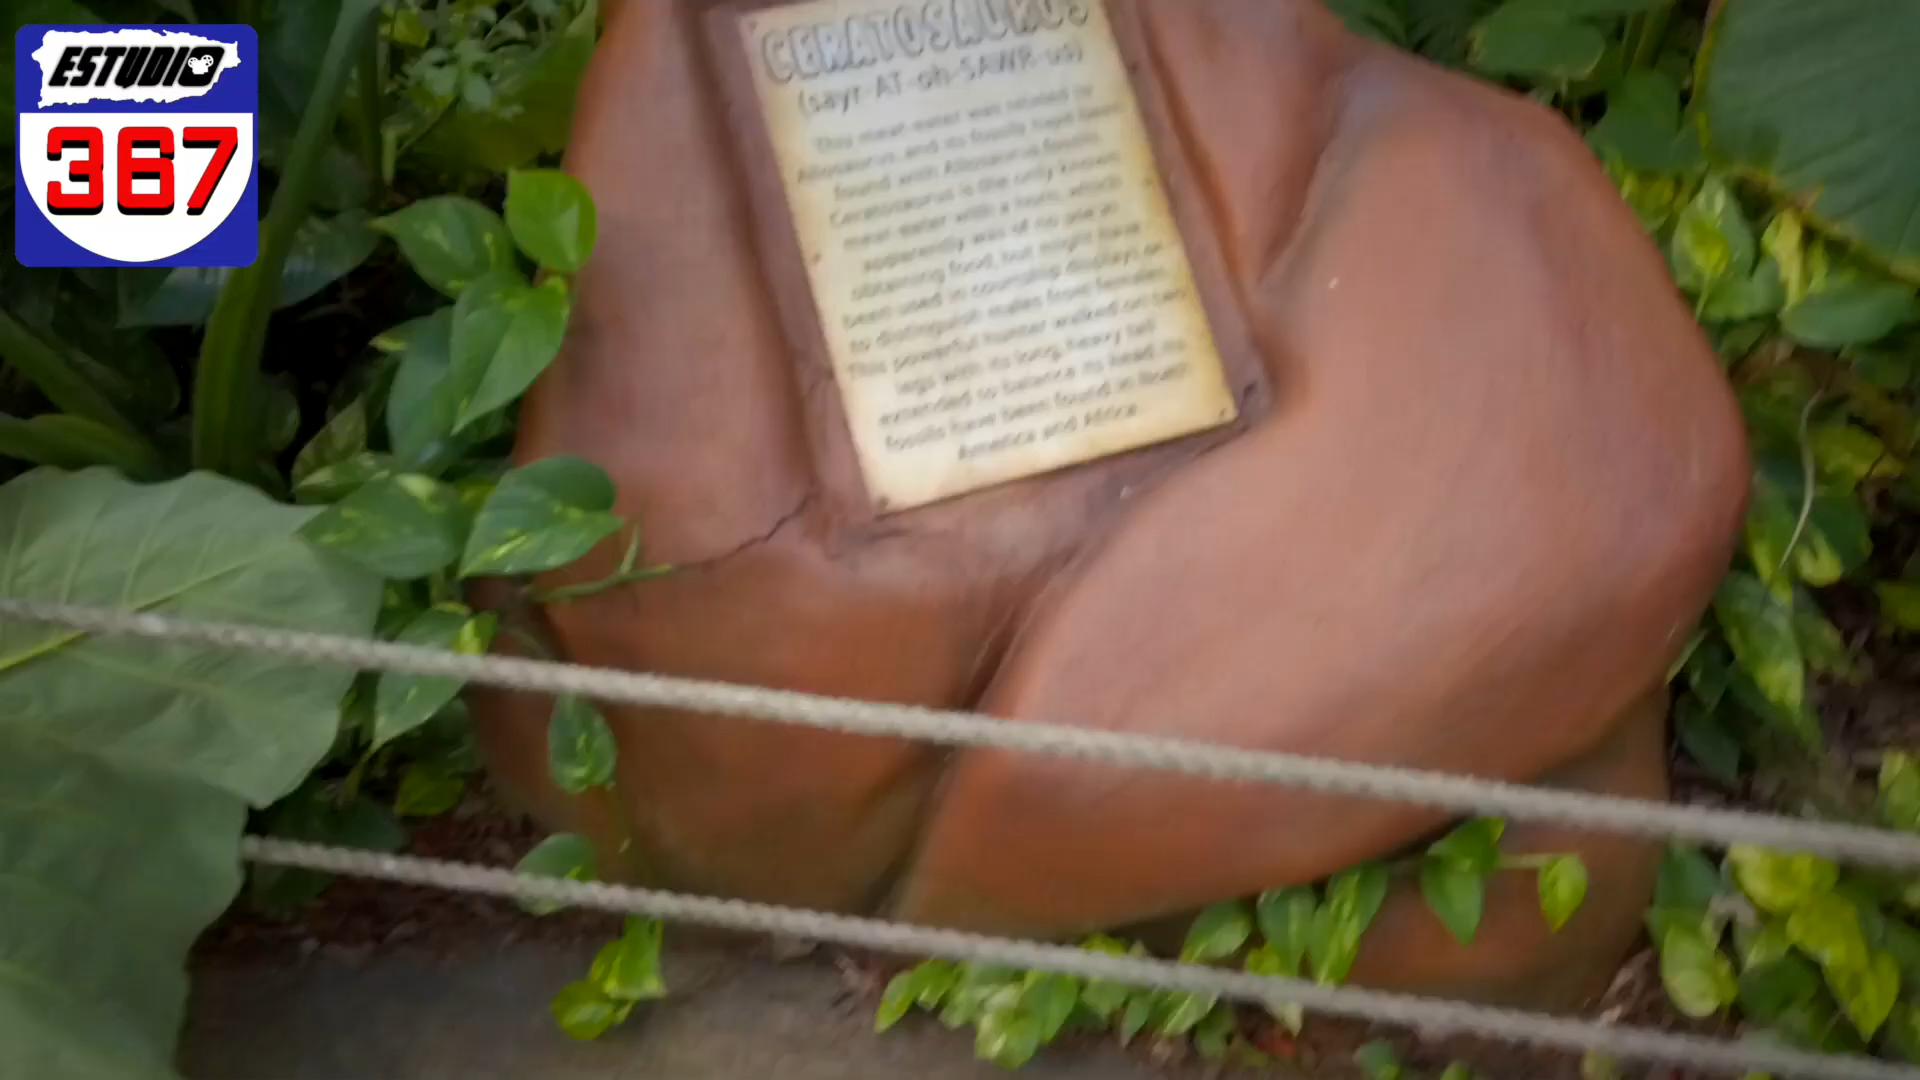 ESTUDIO
367
CERATOSAURUS
(sayr-AT-oh-SAWR-us)
This meat-eater was related to
Allosaurus, and its fossils have been
found with Allosaurus fossils.
Ceratosaurus is the only known
meat-eater with a horn, which
apparently was of no use in
obtaining food, but might have
been used in courtship displays or
to distinguish males from females.
This powerful hunter walked on two
legs with its long, heavy tail
extended to balance its head. Its
fossils have been found in North
America and Africa.